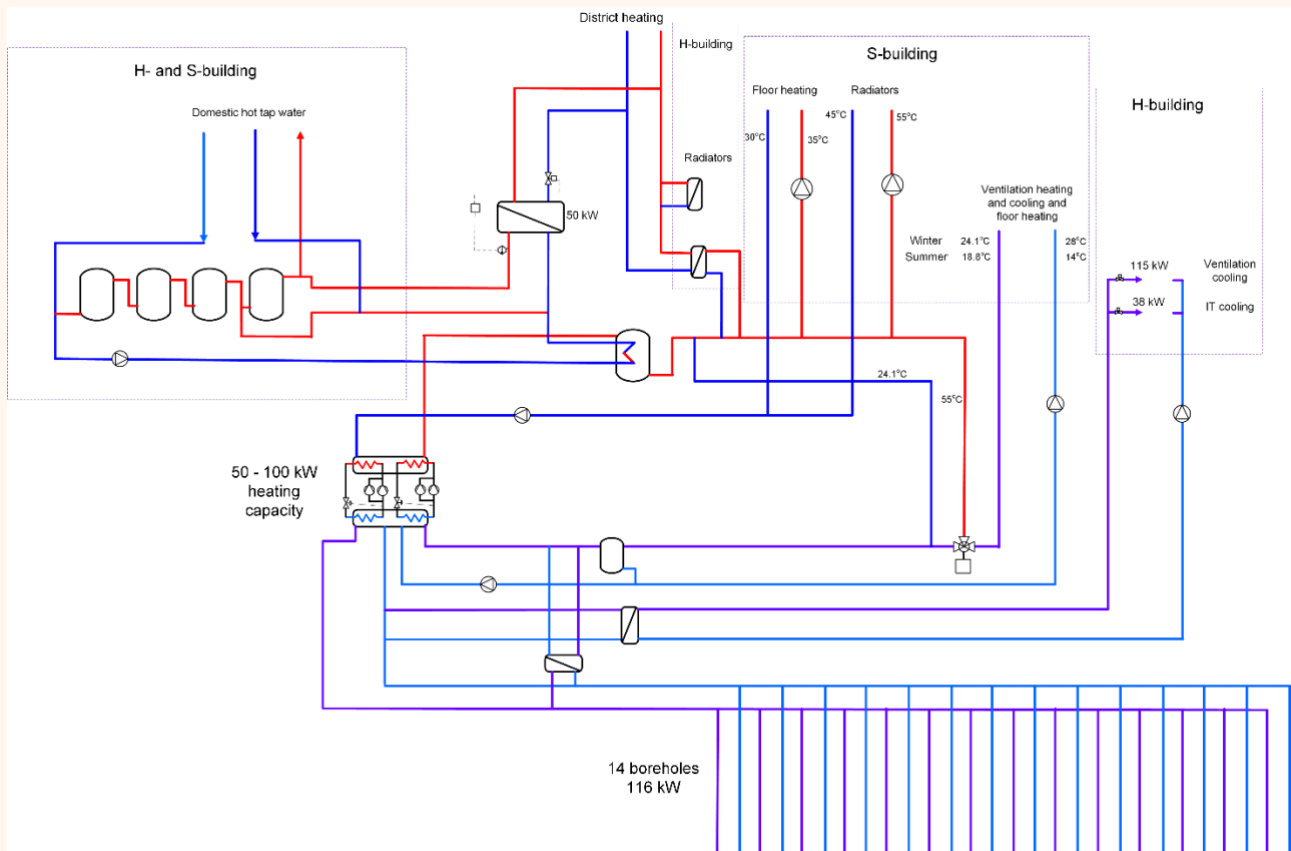 District heating
H-building
S-building
H- and S-building
Domestic hot tap water
Floor heating
Radiators
45°C
55°C
30°C
35°C
H-building
Radiators
50 kW
Ventilation heating
and cooling and
floor heating
Winter 24.1°C 28°C
Summer 18.8°C 14°C
115 kW
Ventilation
cooling
38 kW
IT cooling
24.1°C
55°C
50 - 100 kW
heating
capacity
14 boreholes
116 kW